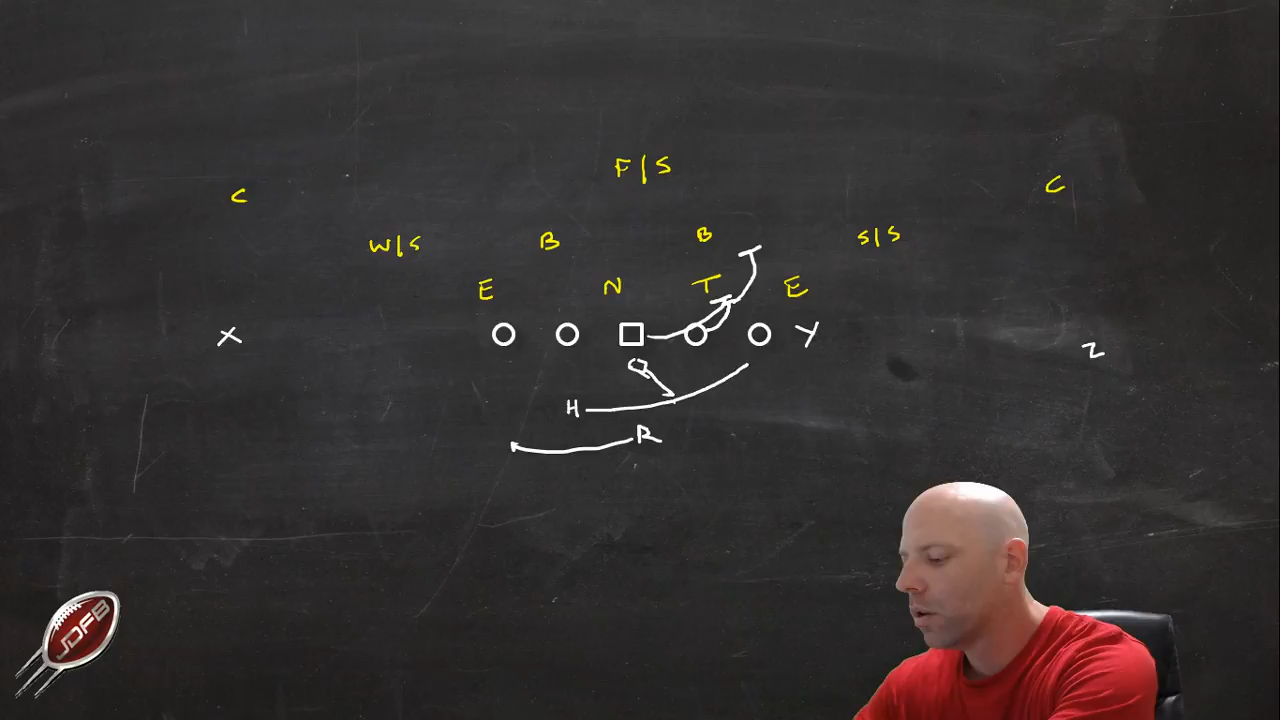 F/S
C C
W/S B B S/S
E N T E
X Y Z
Q
H
R
JDFB